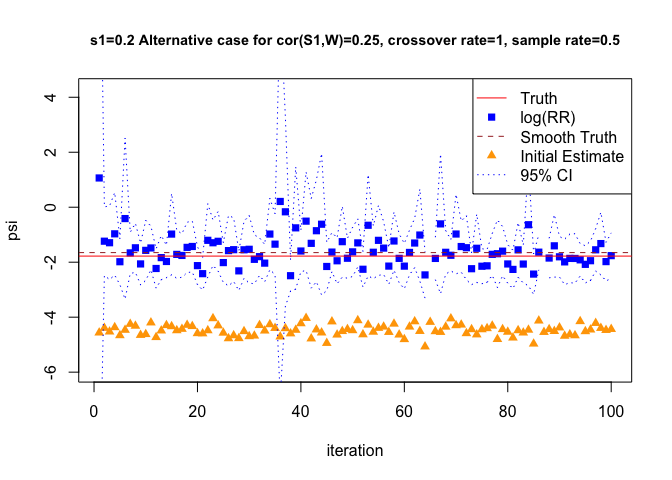 s1=0.2 Alternative case for cor(S1,W)=0.25, crossover rate=1, sample rate=0.5
psi
4
2
0
-2
-4
-6
Truth
log(RR)
Smooth Truth
Initial Estimate
95% CI
0 20 40 60 80 100
iteration